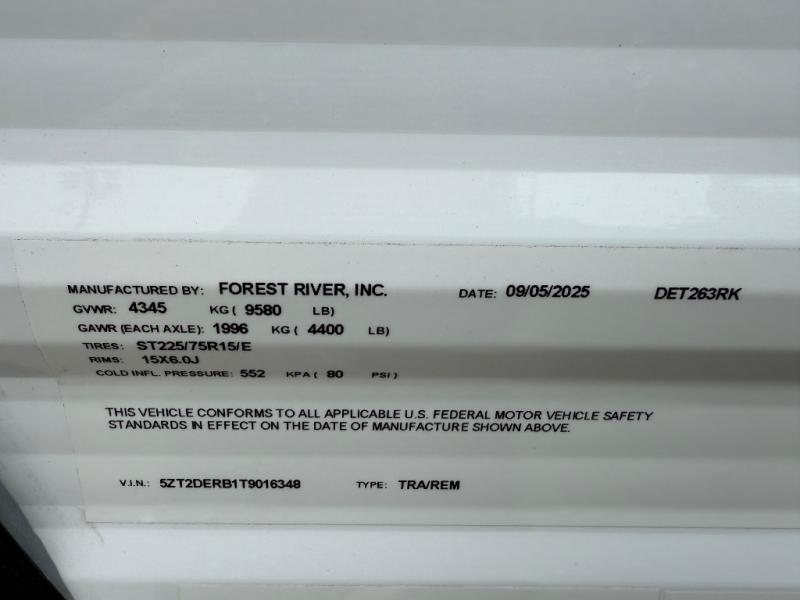 MANUFACTURED BY: FOREST RIVER, INC. DATE: 09/05/2025 DET263RK
GVWR: 4345 KG ( 9580 LB)
GAWR (EACH AXLE): 1996 KG ( 4400 LB)
TIRES: ST225/75R15/E
RIMS: 15X6.0J
COLD INFL. PRESSURE: 552 KPA ( 80 PSI )
THIS VEHICLE CONFORMS TO ALL APPLICABLE U.S. FEDERAL MOTOR VEHICLE SAFETY
STANDARDS IN EFFECT ON THE DATE OF MANUFACTURE SHOWN ABOVE.
V.I.N.: 5ZT2DERB1T9016348 TYPE: TRA/REM